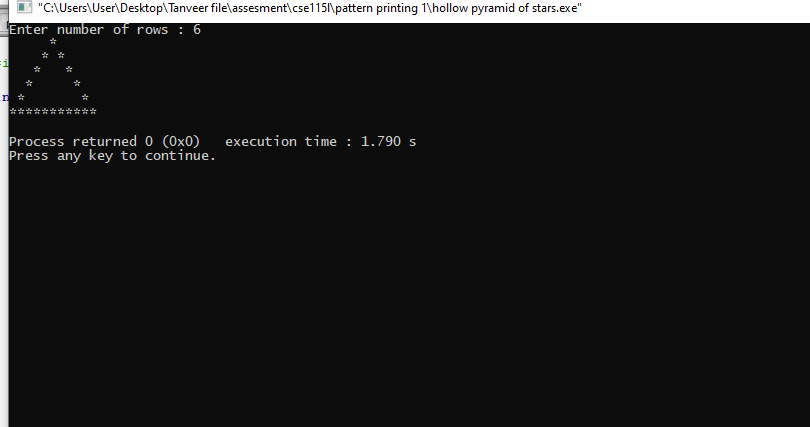 "C:\Users\User\Desktop\Tanveer file\assesment\cse115l\pattern printing 1\hollow pyramid of stars.exe"
Enter number of rows : 6
     *
    * *
   *   *
  *     *
 *       *
***********
Process returned 0 (0x0)   execution time : 1.790 s
Press any key to continue.